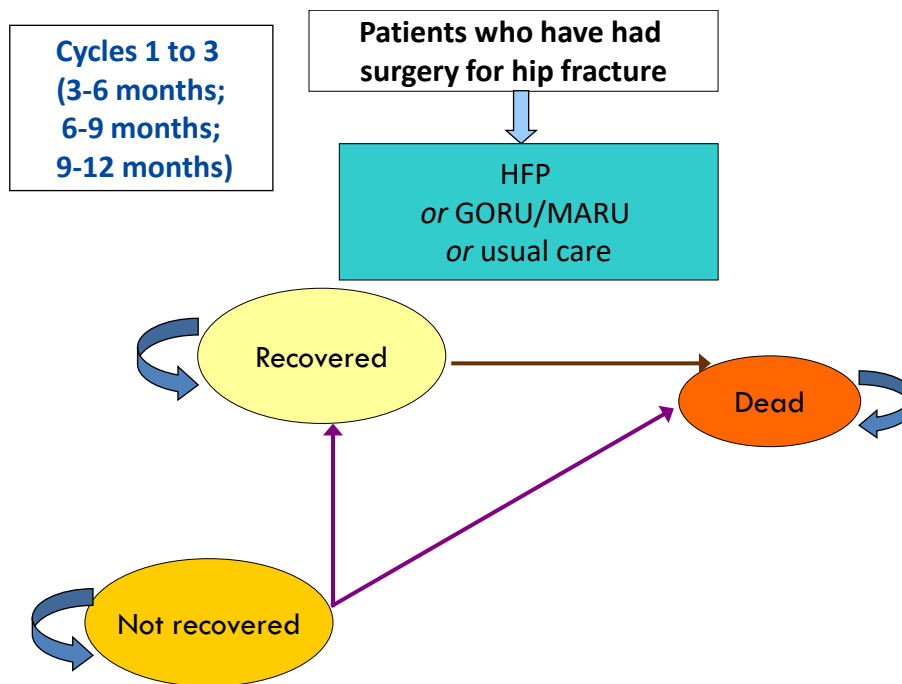 Cycles 1 to 3
(3-6 months;
6-9 months;
9-12 months)
Patients who have had
surgery for hip fracture
HFP
or GORU/MARU
or usual care
Recovered
Dead
Not recovered